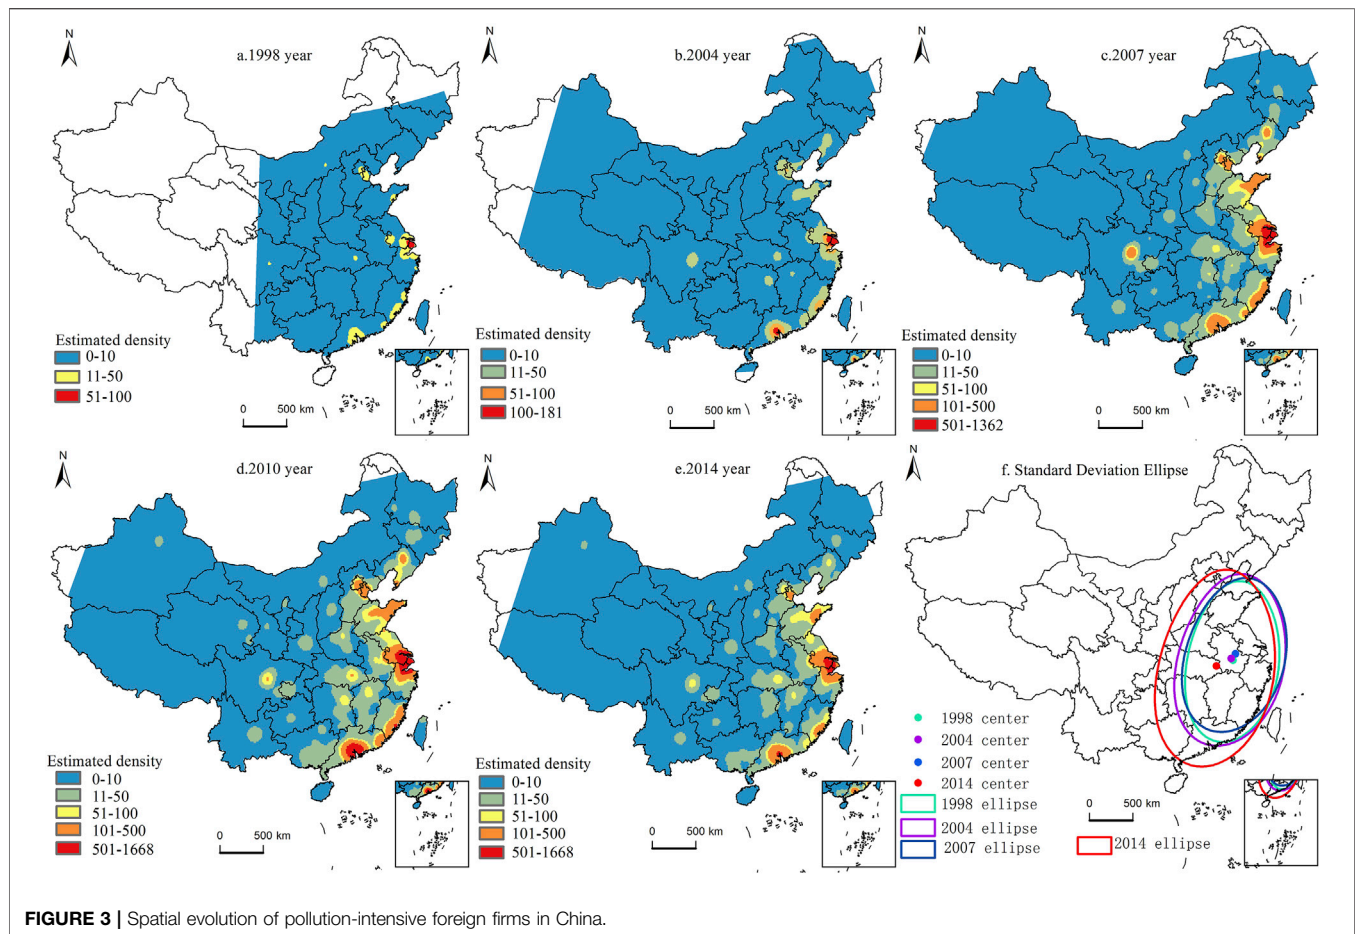 N
a.1998 year
Estimated density
0-10
11-50
51-100
0 500 km
N
b.2004 year
Estimated density
0-10
11-50
51-100
100-181
0 500 km
N
c.2007 year
Estimated density
0-10
11-50
51-100
101-500
501-1362
0 500 km
N
d.2010 year
Estimated density
0-10
11-50
51-100
101-500
501-1668
0 500 km
N
e.2014 year
Estimated density
0-10
11-50
51-100
101-500
501-1668
0 500 km
N
f. Standard Deviation Ellipse
1998 center
2004 center
2007 center
2014 center
1998 ellipse
2004 ellipse
2007 ellipse
2014 ellipse
0 500 km
FIGURE 3 | Spatial evolution of pollution-intensive foreign firms in China.